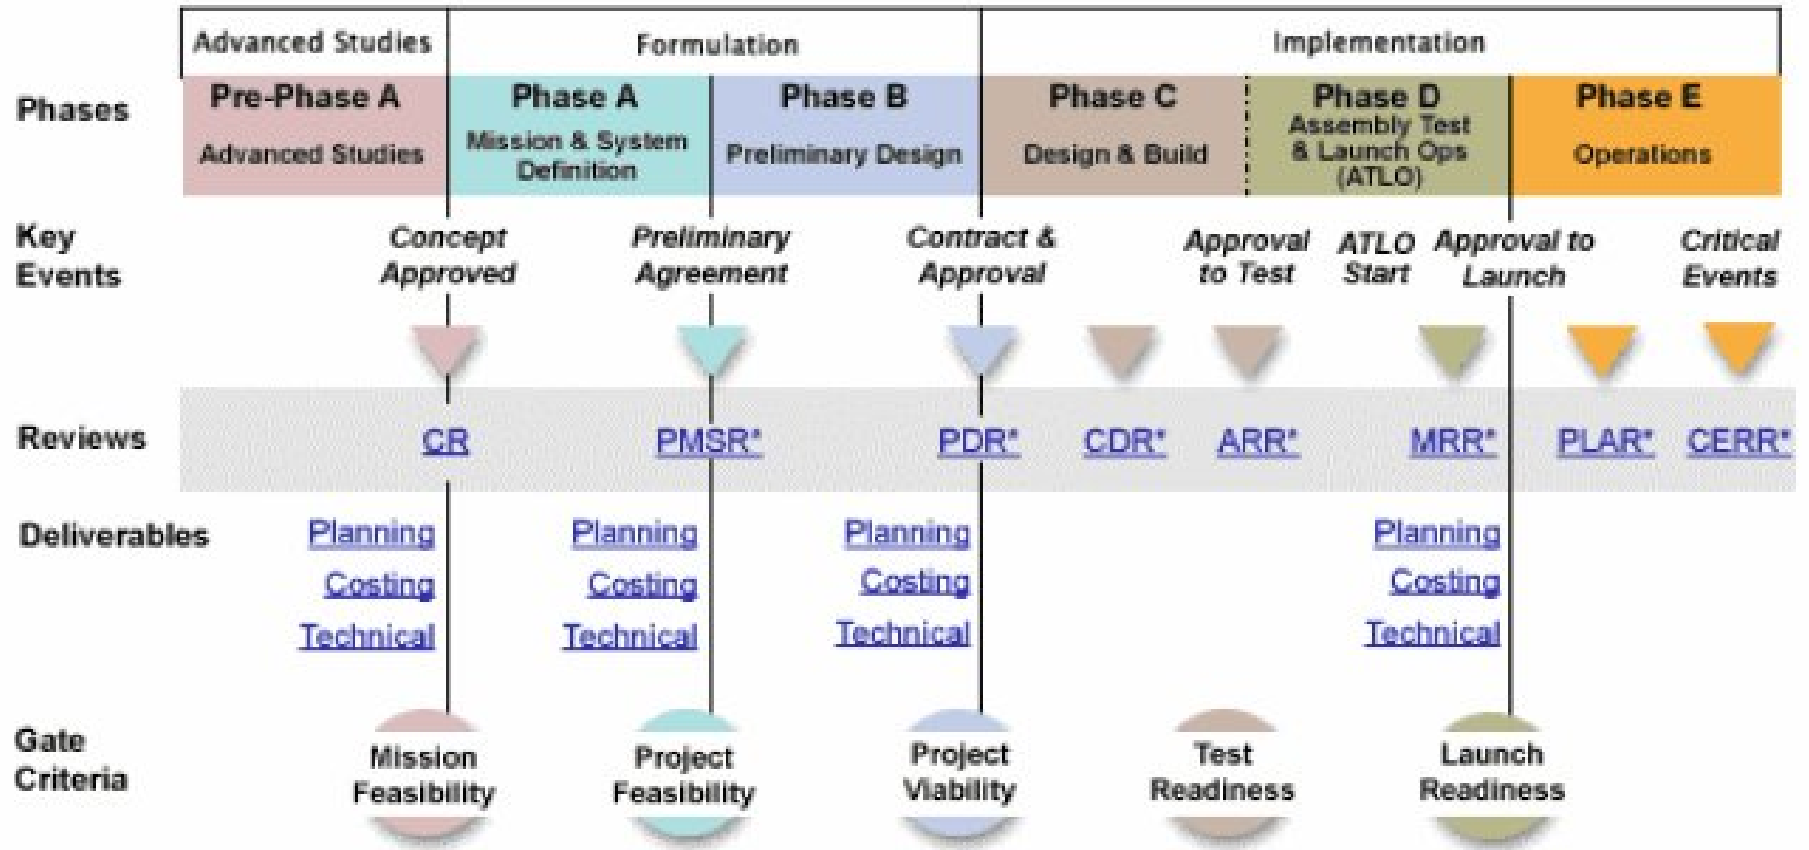 Advanced Studies Formulation Implementation
Phases
Pre-Phase A Phase A Phase B Phase C Phase D Phase E
Advanced Studies
Mission & System
Definition
Preliminary Design
Design & Build
Assembly Test
& Launch Ops
(ATLO)
Operations
Key
Events
Concept
Approved
Preliminary
Agreement
Contract &
Approval
Approval
to Test
ATLO
Start
Approval to
Launch
Critical
Events
Reviews
CR PMSR* PDR* CDR* ARR* MRR* PLAR* CERR*
Deliverables
Planning Planning Planning Planning
Costing Costing Costing Costing
Technical Technical Technical Technical
Gate
Criteria
Mission
Feasibility
Project
Feasibility
Project
Viability
Test
Readiness
Launch
Readiness